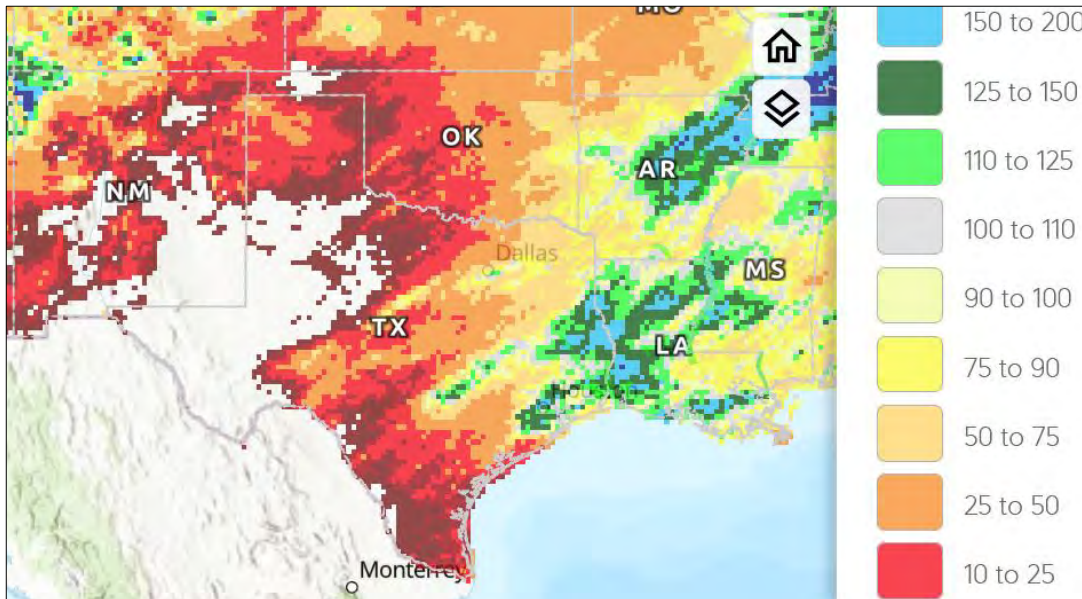 MO
OK
AR
NM
Dallas
MS
TX
LA
Houston
Monterrey
150 to 200
125 to 150
110 to 125
100 to 110
90 to 100
75 to 90
50 to 75
25 to 50
10 to 25